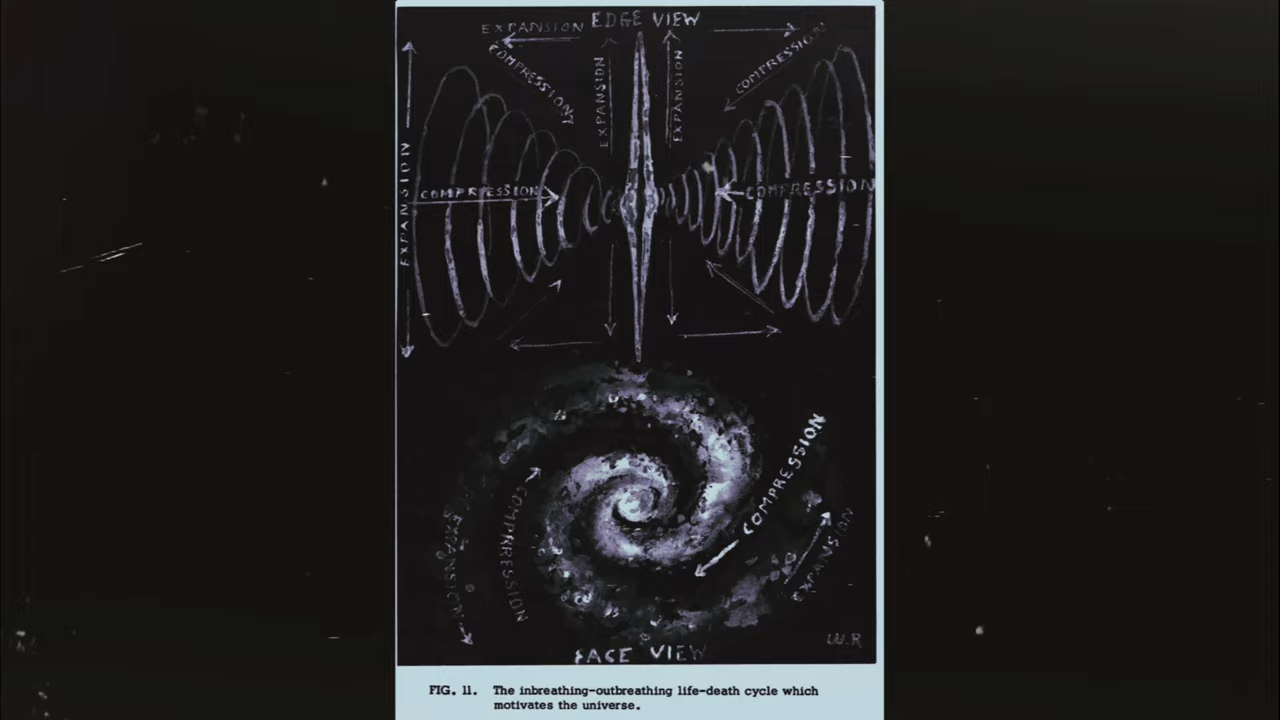 EDGE VIEW
EXPANSION
COMPRESSION
COMPRESSION
EXPANSION
EXPANSION
EXPANSION
COMPRESSION
COMPRESSION
COMPRESSION
COMPRESSION
EXPANSION
EXPANSION
W.R
FACE VIEW
FIG. 11. The inbreathing-outbreathing life-death cycle which
motivates the universe.